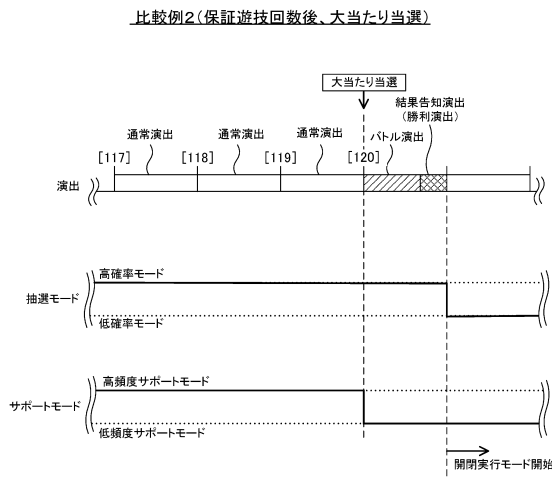 比較例2(保証遊技回数後、大当たり当選)
大当たり当選
結果告知演出
(勝利演出)
通常演出
通常演出
通常演出
バトル演出
[117]
[118]
[119]
[120]
演出
高確率モード
抽選モード
低確率モード
高頻度サポートモード
サポートモード
低頻度サポートモード
開閉実行モード開始